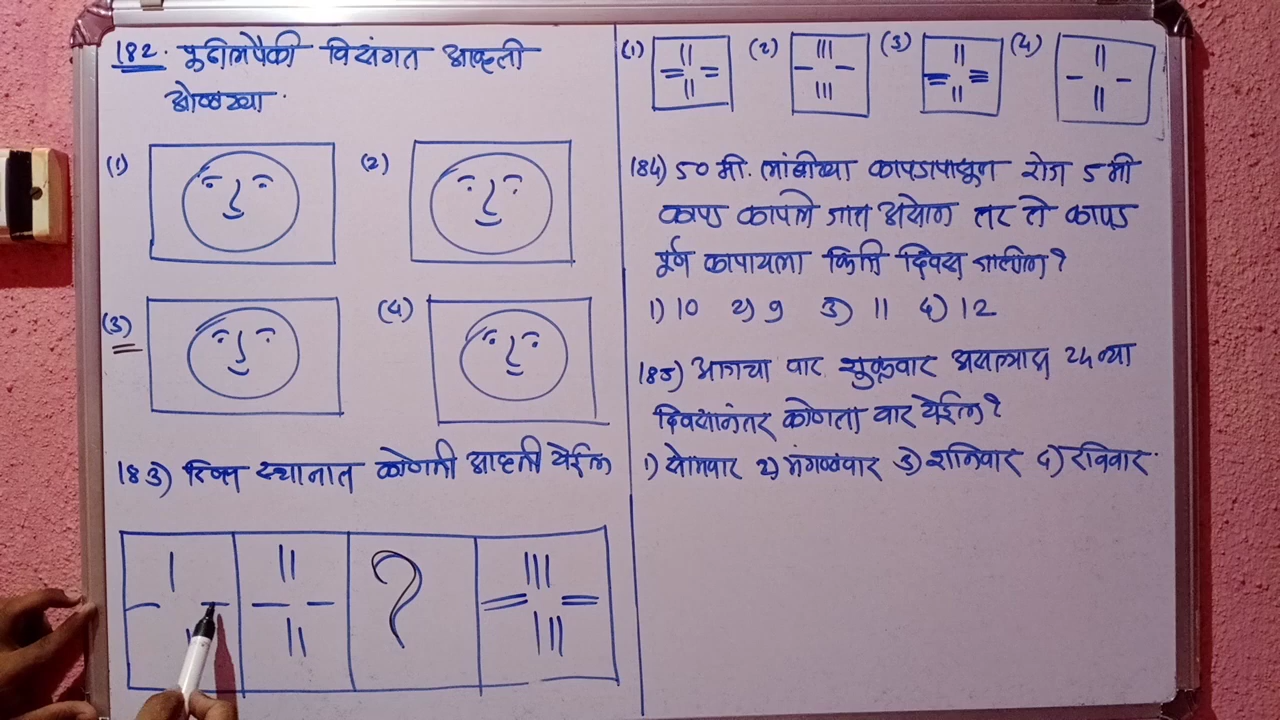 182. पुढीलपैकी विसंगत आकृती
ओळखा.
(1) (2)
(3) (4)
183) रिक्त स्थानात कोणती आकृती येईल
?
(1) (2) (3) (4)
184) 50 मी. लांबीच्या कापडापासून रोज 5 मी
कापड कापले जात असेल तर ते कापड
पूर्ण कापायला किती दिवस लागतील?
1) 10 2) 9 3) 11 4) 12
185) आजचा वार शुक्रवार असल्यास 24 व्या
दिवसानंतर कोणता वार येईल?
1) सोमवार 2) मंगळवार 3) शनिवार 4) रविवार.